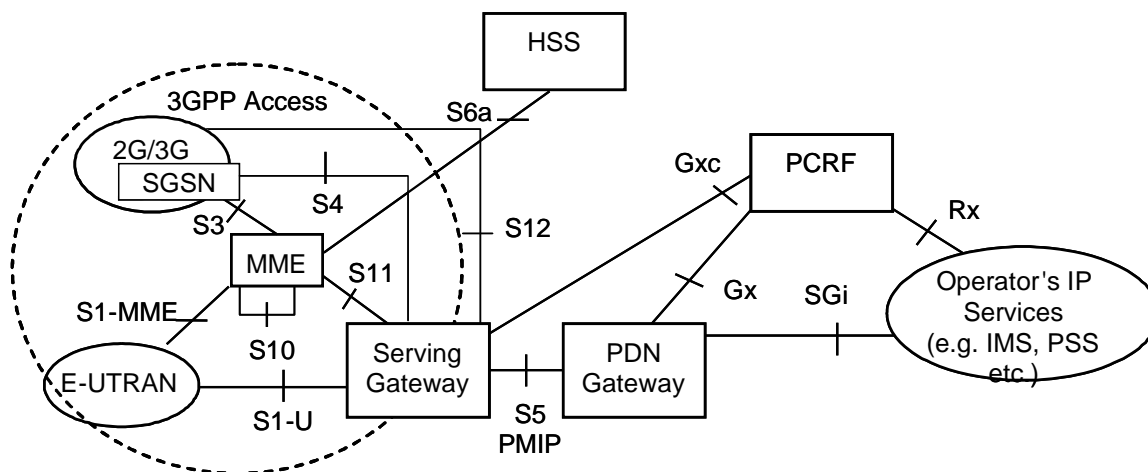 HSS
3GPP Access
S6a
2G/3G
SGSN
Gxc
PCRF
S4
S3
S12
Rx
MME
S11
Gx
SGi
Operator's IP
Services
(e.g. IMS, PSS
etc.)
S1-MME
S10
Serving
Gateway
PDN
Gateway
E-UTRAN
S1-U
S5
PMIP